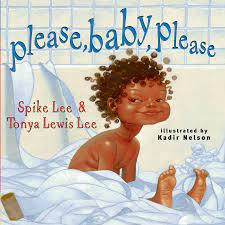 please, baby, please
Spike Lee &
Tonya Lewis Lee
illustrated by
Kadir Nelson